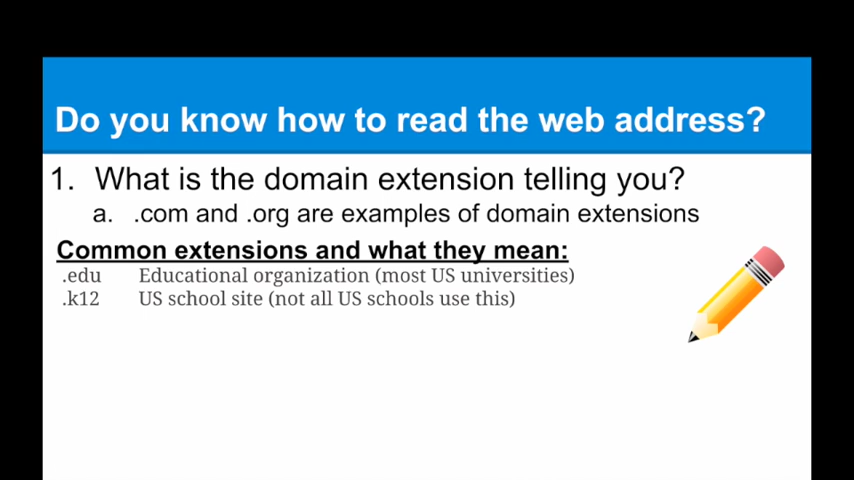 Do you know how to read the web address?
1. What is the domain extension telling you?
a. .com and .org are examples of domain extensions
Common extensions and what they mean:
.edu Educational organization (most US universities)
.k12 US school site (not all US schools use this)